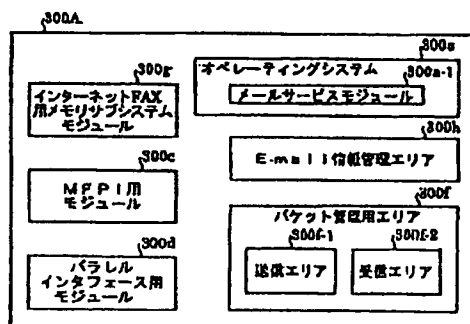 300A
300g
インターネットFAX
用メモリサブシステム
モジュール
300c
MFPI用
モジュール
300d
パラレル
インタフェース用
モジュール
300a
オペレーティングシステム
300a-1
メールサービスモジュール
300h
E-mail情報管理エリア
300f
パケット管理用エリア
300f-1
300f-2
送信エリア
受信エリア